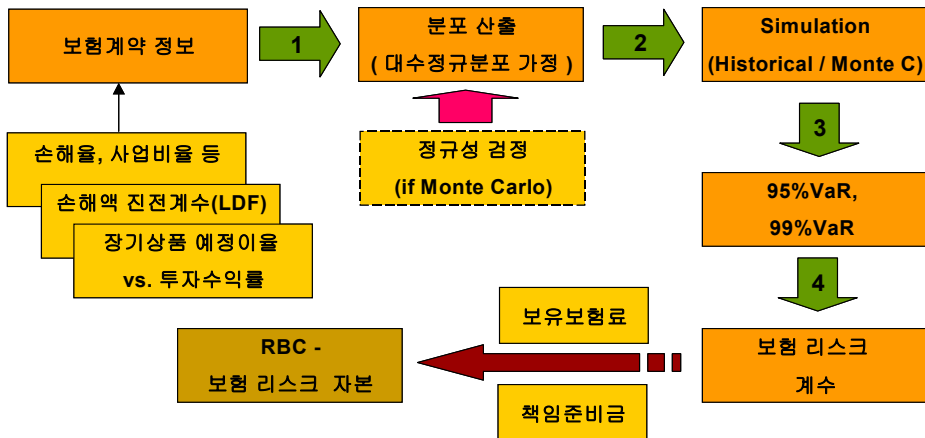 보험계약 정보
1
분포 산출
( 대수정규분포 가정 )
2
Simulation
(Historical / Monte C)
손해율, 사업비율 등
손해액 진전계수(LDF)
장기상품 예정이율
vs. 투자수익률
정규성 검정
(if Monte Carlo)
3
95%VaR,
99%VaR
4
보험 리스크
계수
보유보험료
책임준비금
RBC -
보험 리스크 자본